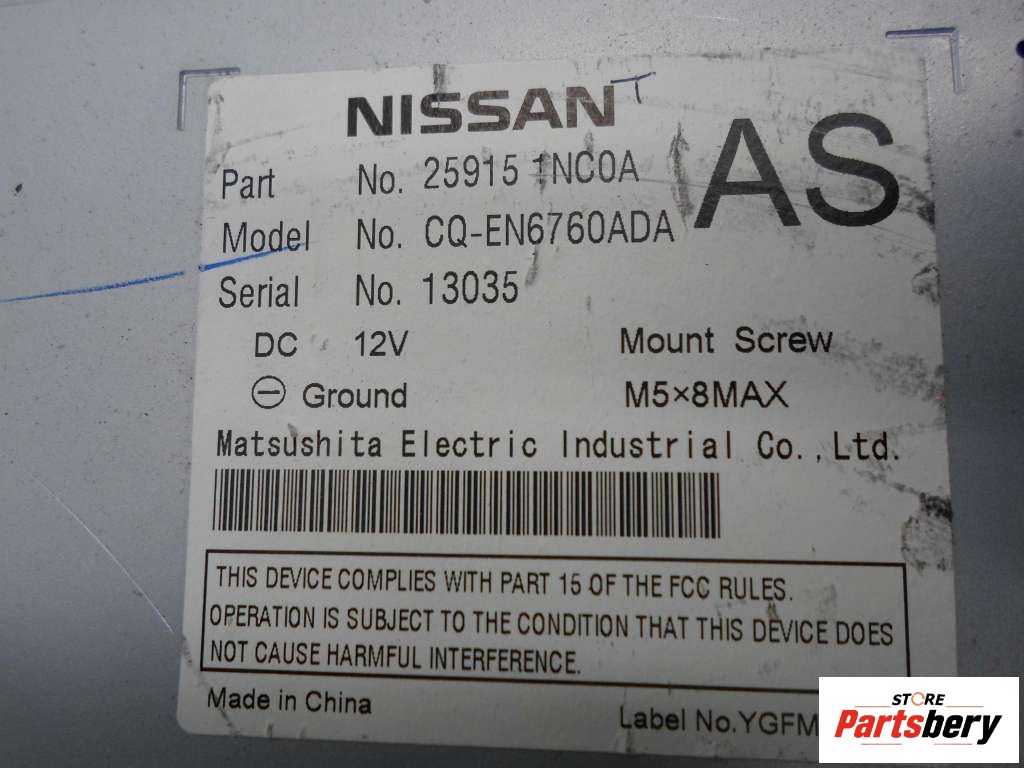 NISSAN
AS
Part No. 25915 1NC0A
Model No. CQ-EN6760ADA
Serial No. 13035
DC 12V Mount Screw
⊖ Ground M5×8MAX
Matsushita Electric Industrial Co.,Ltd.
THIS DEVICE COMPLIES WITH PART 15 OF THE FCC RULES.
OPERATION IS SUBJECT TO THE CONDITION THAT THIS DEVICE DOES
NOT CAUSE HARMFUL INTERFERENCE.
Made in China
Label No.YGFM
STORE
Partsbery